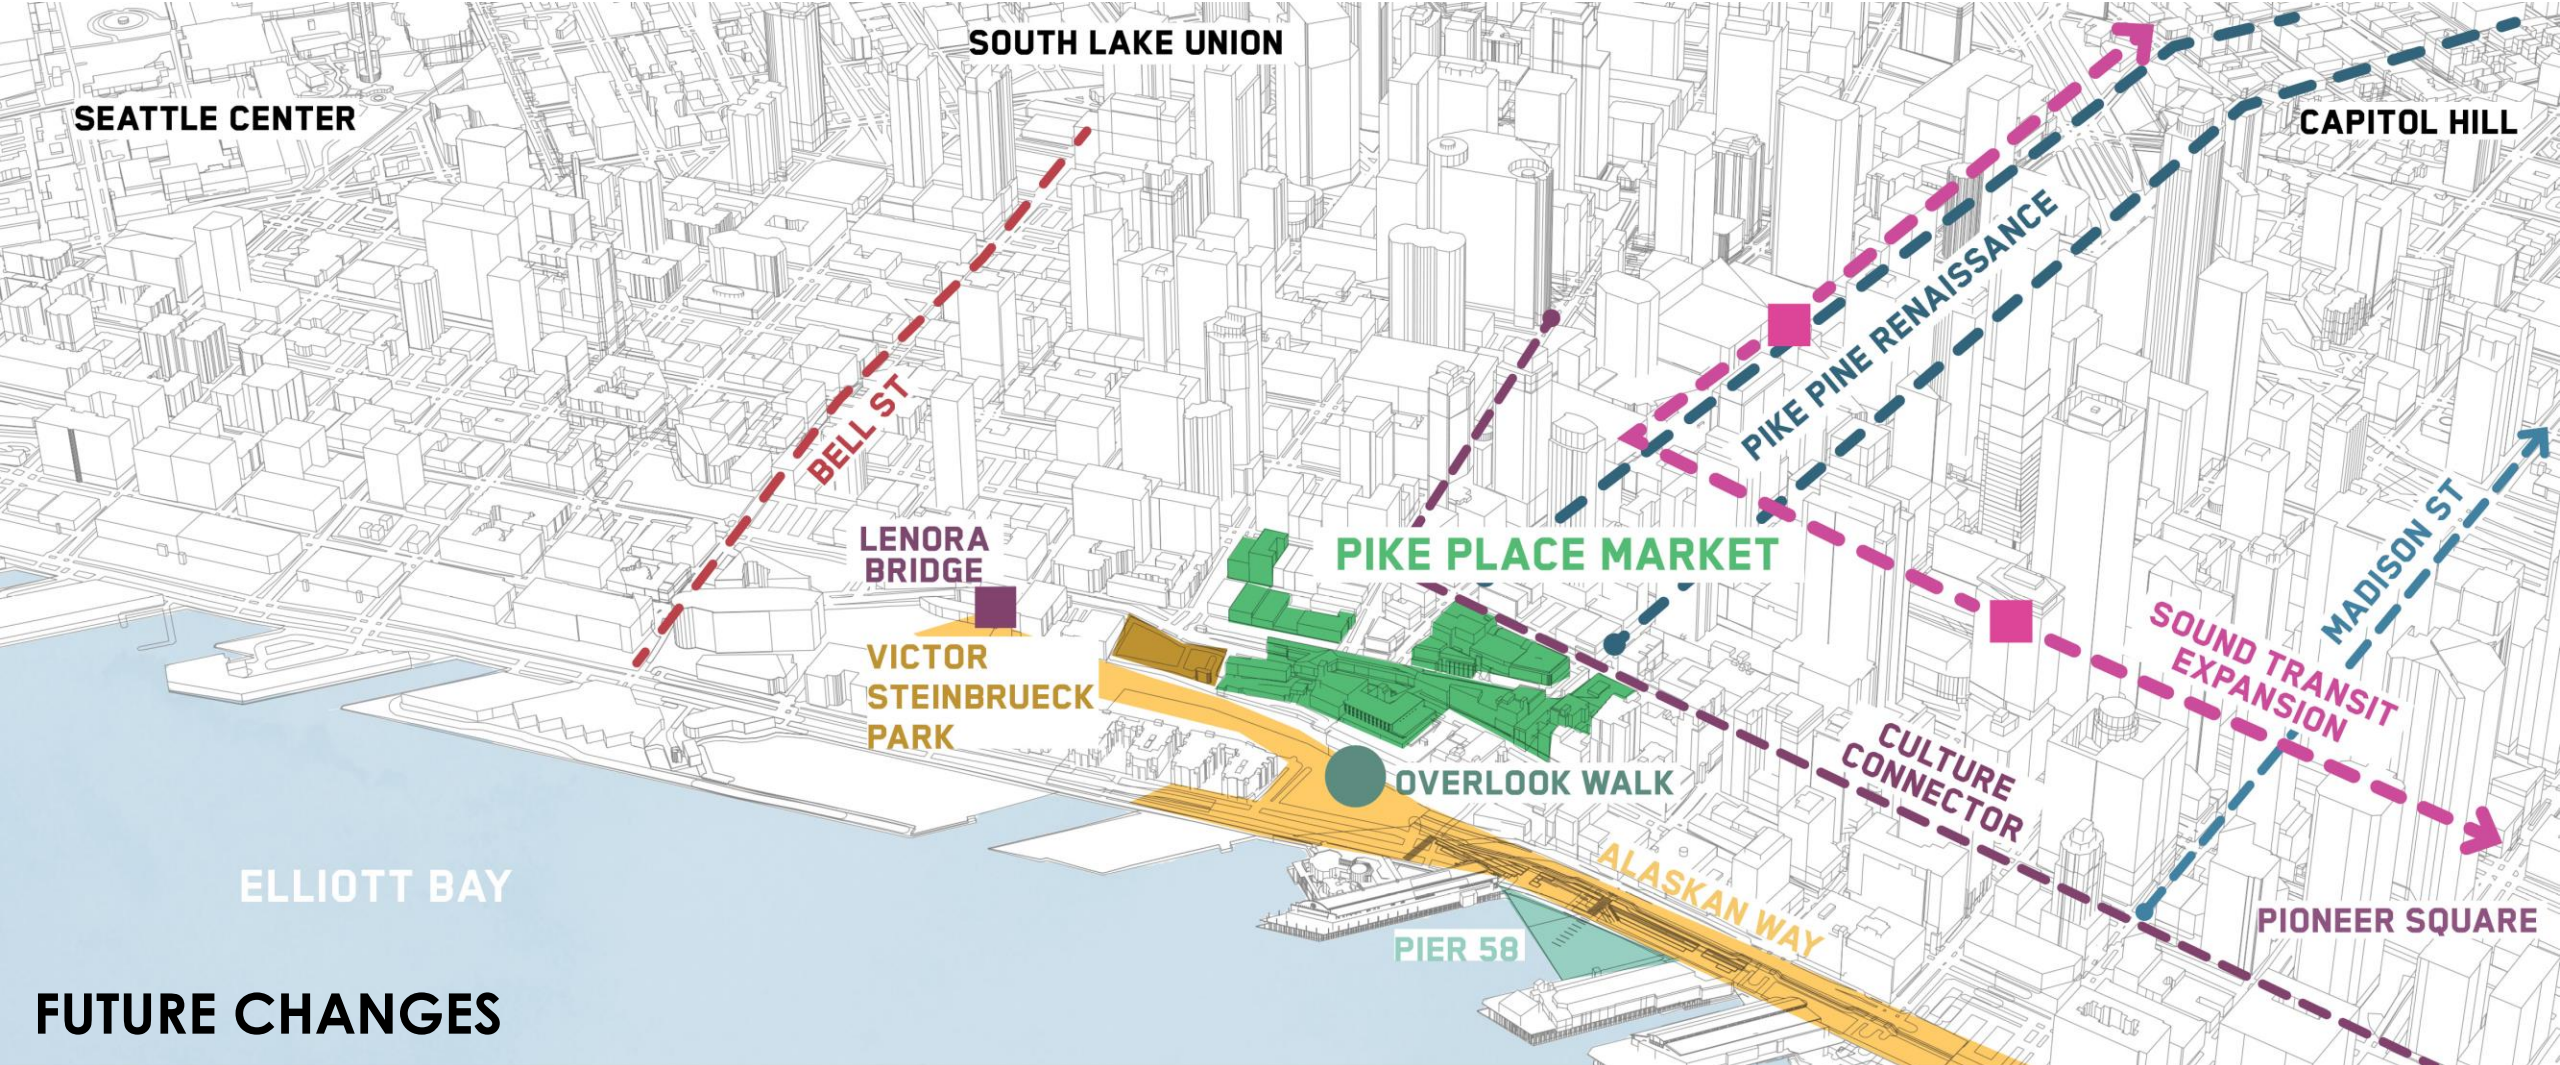 SOUTH LAKE UNION
SEATTLE CENTER
CAPITOL HILL
PIKE PINE RENAISSANCE
BELL ST
LENORA
BRIDGE
PIKE PLACE MARKET
MADISON ST
VICTOR
STEINBRUECK
PARK
SOUND TRANSIT
EXPANSION
CULTURE
CONNECTOR
OVERLOOK WALK
ALASKAN WAY
ELLIOTT BAY
PIER 58
PIONEER SQUARE
FUTURE CHANGES